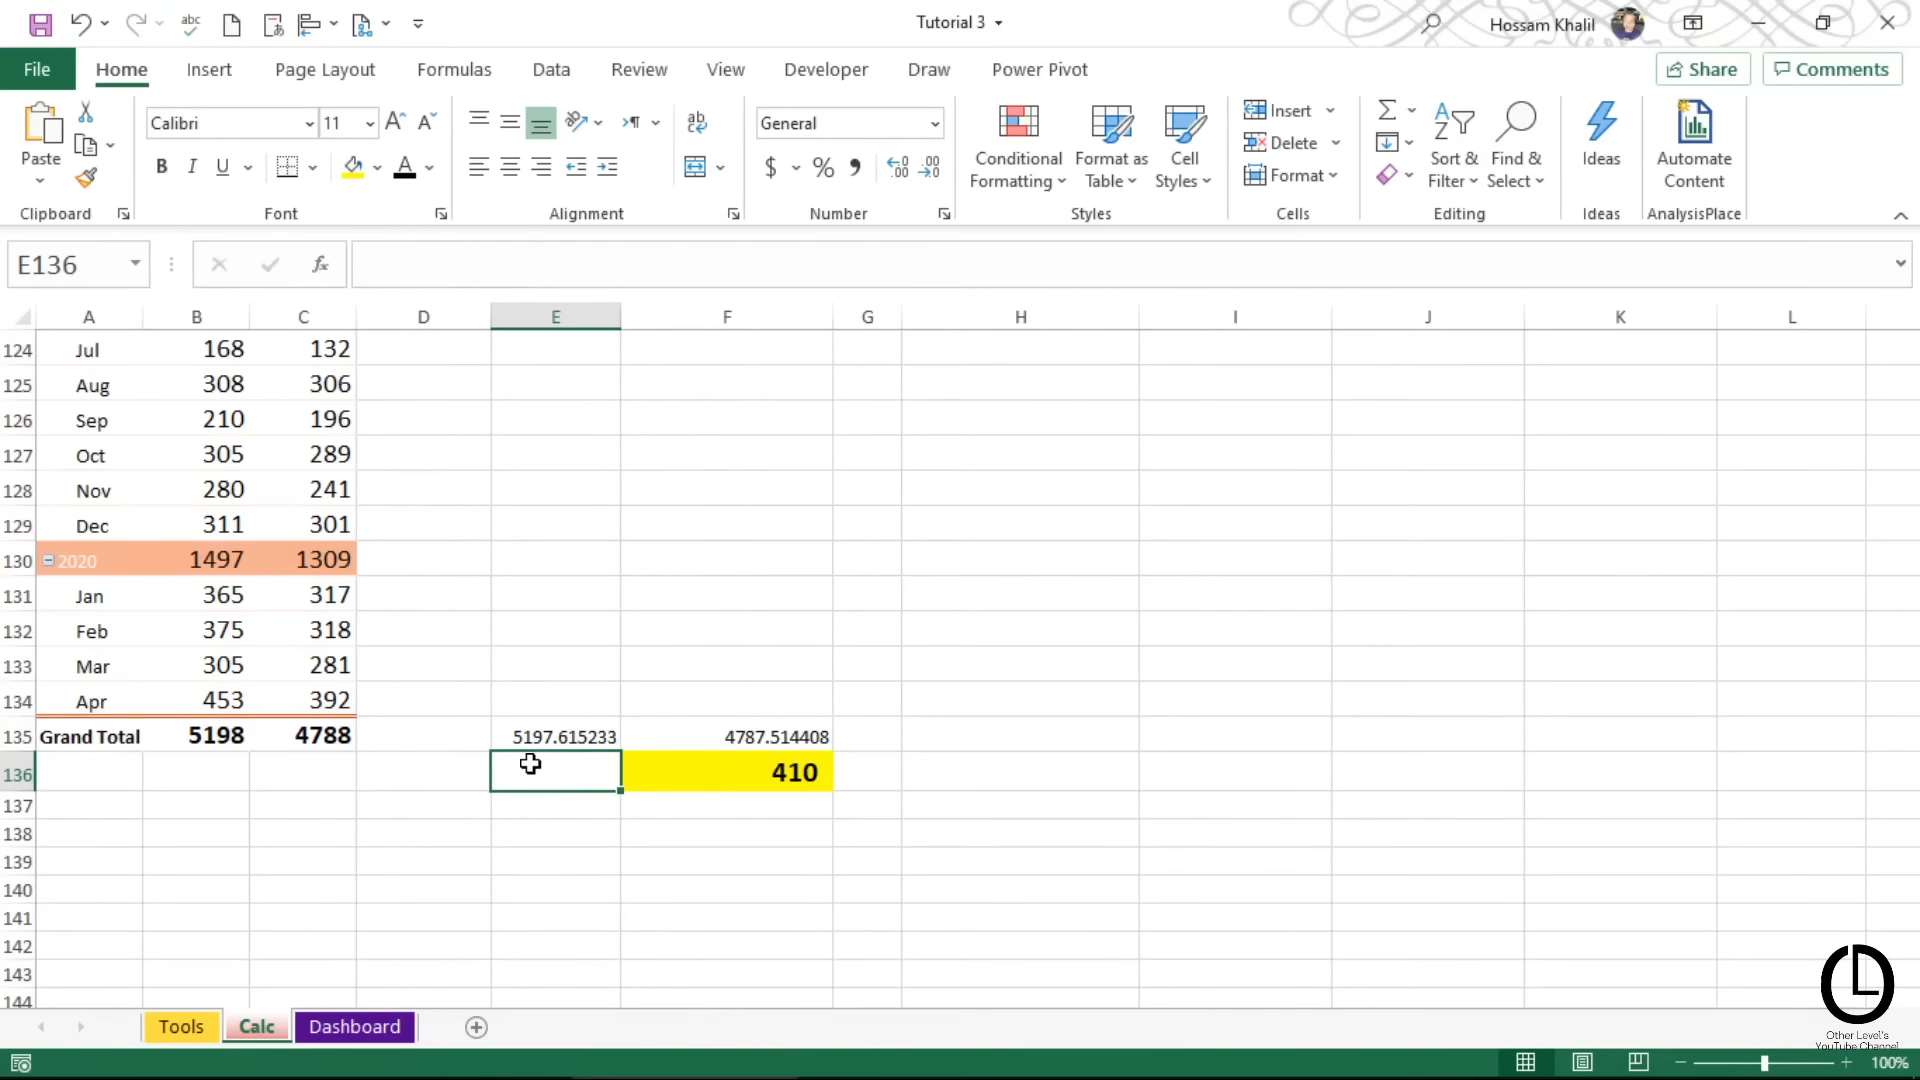 Tutorial 3
Hossam Khalil
File Home Insert Page Layout Formulas Data Review View Developer Draw Power Pivot Share Comments
Paste
Clipboard
Calibri 11
B I U A
Font
Alignment
General
$ % ,
Number
Conditional Formatting
Format as Table
Cell Styles
Styles
Insert
Delete
Format
Cells
Sort & Filter
Find & Select
Editing
Ideas
Ideas
Automate Content
AnalysisPlace
E136 fx
A B C D E F G H I J K L
124 Jul 168 132
125 Aug 308 306
126 Sep 210 196
127 Oct 305 289
128 Nov 280 241
129 Dec 311 301
130 2020 1497 1309
131 Jan 365 317
132 Feb 375 318
133 Mar 305 281
134 Apr 453 392
135 Grand Total 5198 4788 5197.615233 4787.514408
136 410
137
138
139
140
141
142
143
144
Tools Calc Dashboard
Other Level's
YouTube Channel
100%